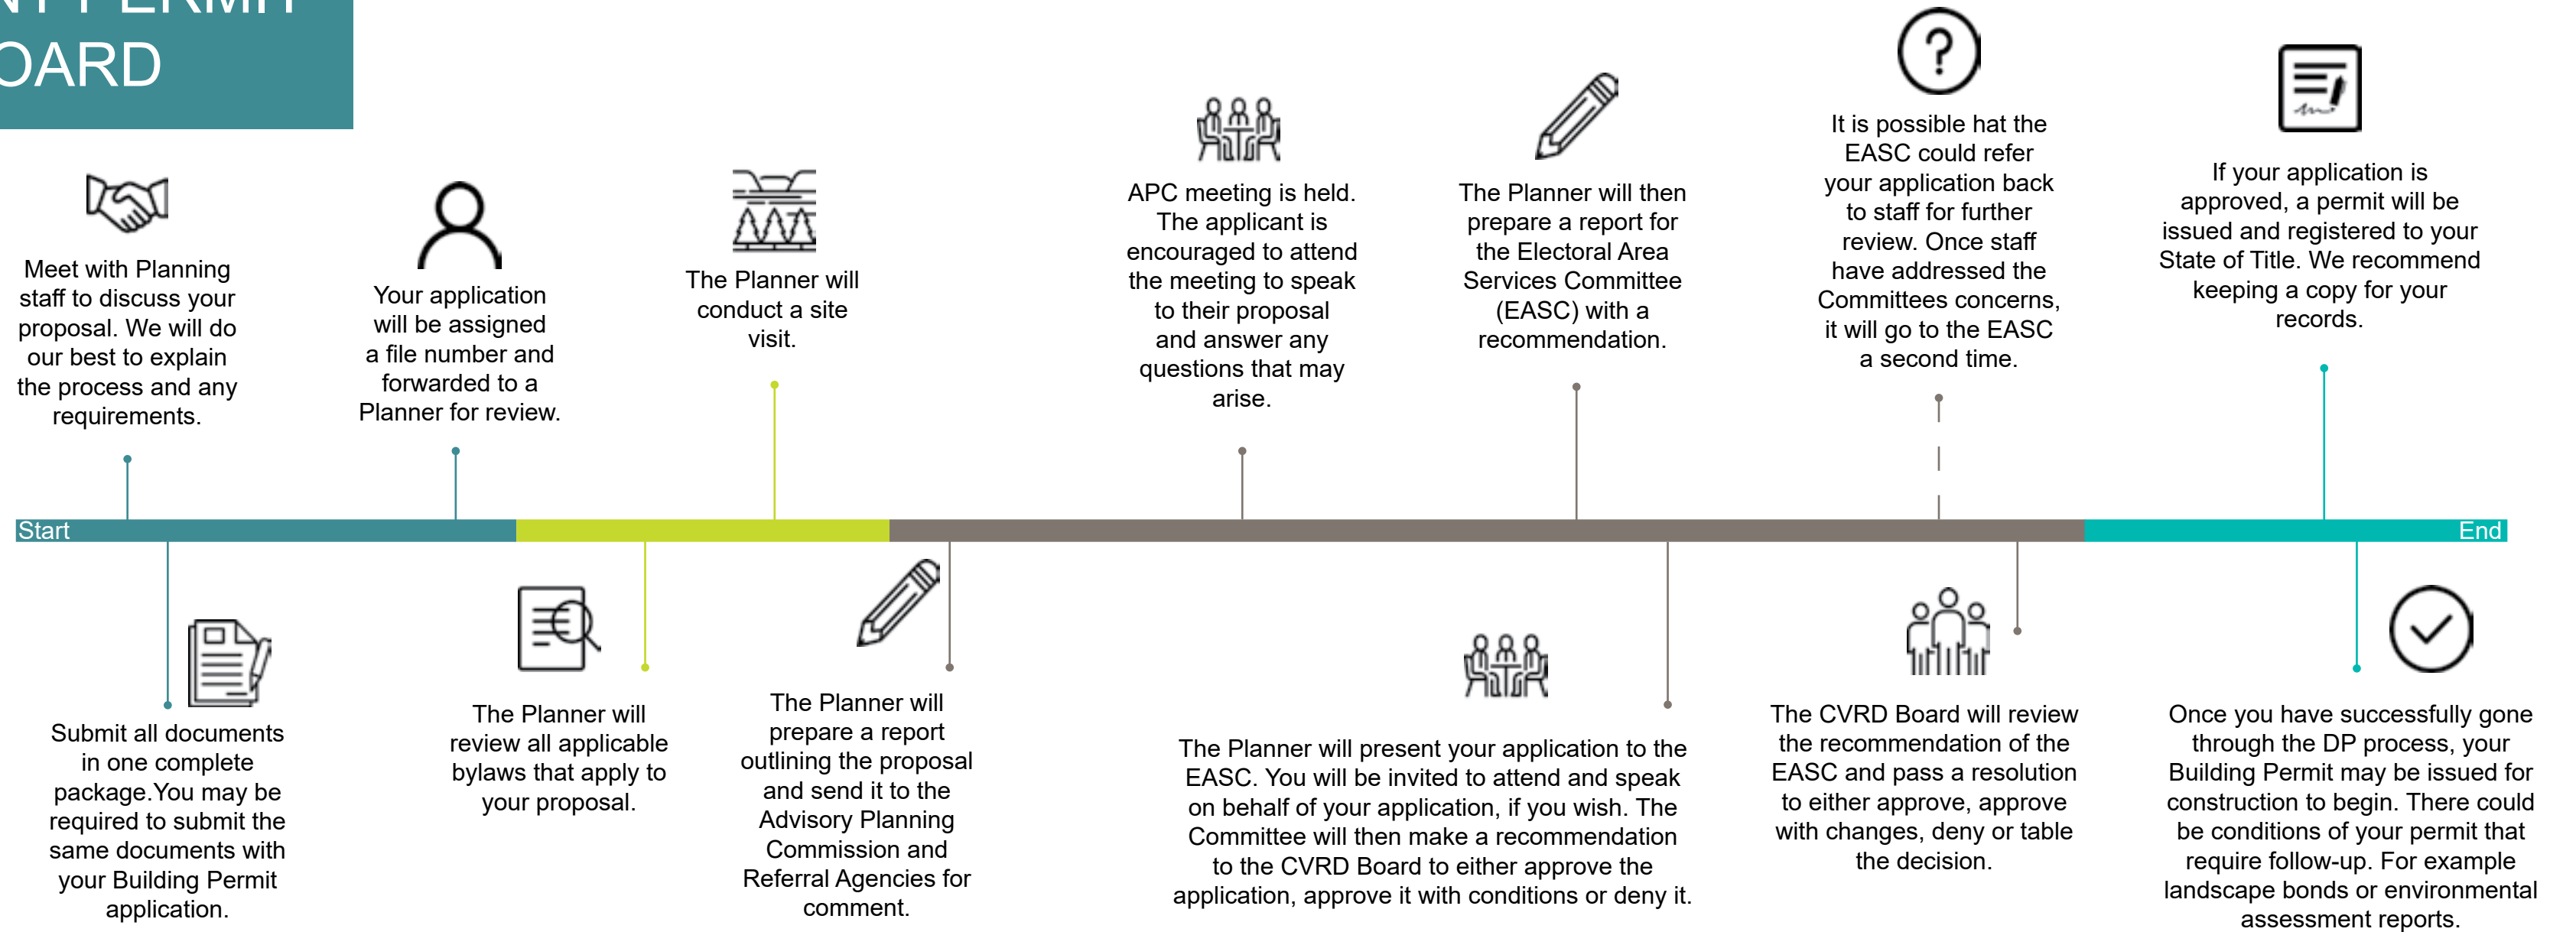 OARD
Meet with Planning
staff to discuss your
proposal. We will do
our best to explain
the process and any
requirements.
Your application
will be assigned
a file number and
forwarded to a
Planner for review.
The Planner will
conduct a site
visit.
APC meeting is held.
The applicant is
encouraged to attend
the meeting to speak
to their proposal
and answer any
questions that may
arise.
The Planner will then
prepare a report for
the Electoral Area
Services Committee
(EASC) with a
recommendation.
It is possible hat the
EASC could refer
your application back
to staff for further
review. Once staff
have addressed the
Committees concerns,
it will go to the EASC
a second time.
If your application is
approved, a permit will be
issued and registered to your
State of Title. We recommend
keeping a copy for your
records.
Start
End
Submit all documents
in one complete
package.You may be
required to submit the
same documents with
your Building Permit
application.
The Planner will
review all applicable
bylaws that apply to
your proposal.
The Planner will
prepare a report
outlining the proposal
and send it to the
Advisory Planning
Commission and
Referral Agencies for
comment.
The Planner will present your application to the
EASC. You will be invited to attend and speak
on behalf of your application, if you wish. The
Committee will then make a recommendation
to the CVRD Board to either approve the
application, approve it with conditions or deny it.
The CVRD Board will review
the recommendation of the
EASC and pass a resolution
to either approve, approve
with changes, deny or table
the decision.
Once you have successfully gone
through the DP process, your
Building Permit may be issued for
construction to begin. There could
be conditions of your permit that
require follow-up. For example
landscape bonds or environmental
assessment reports.